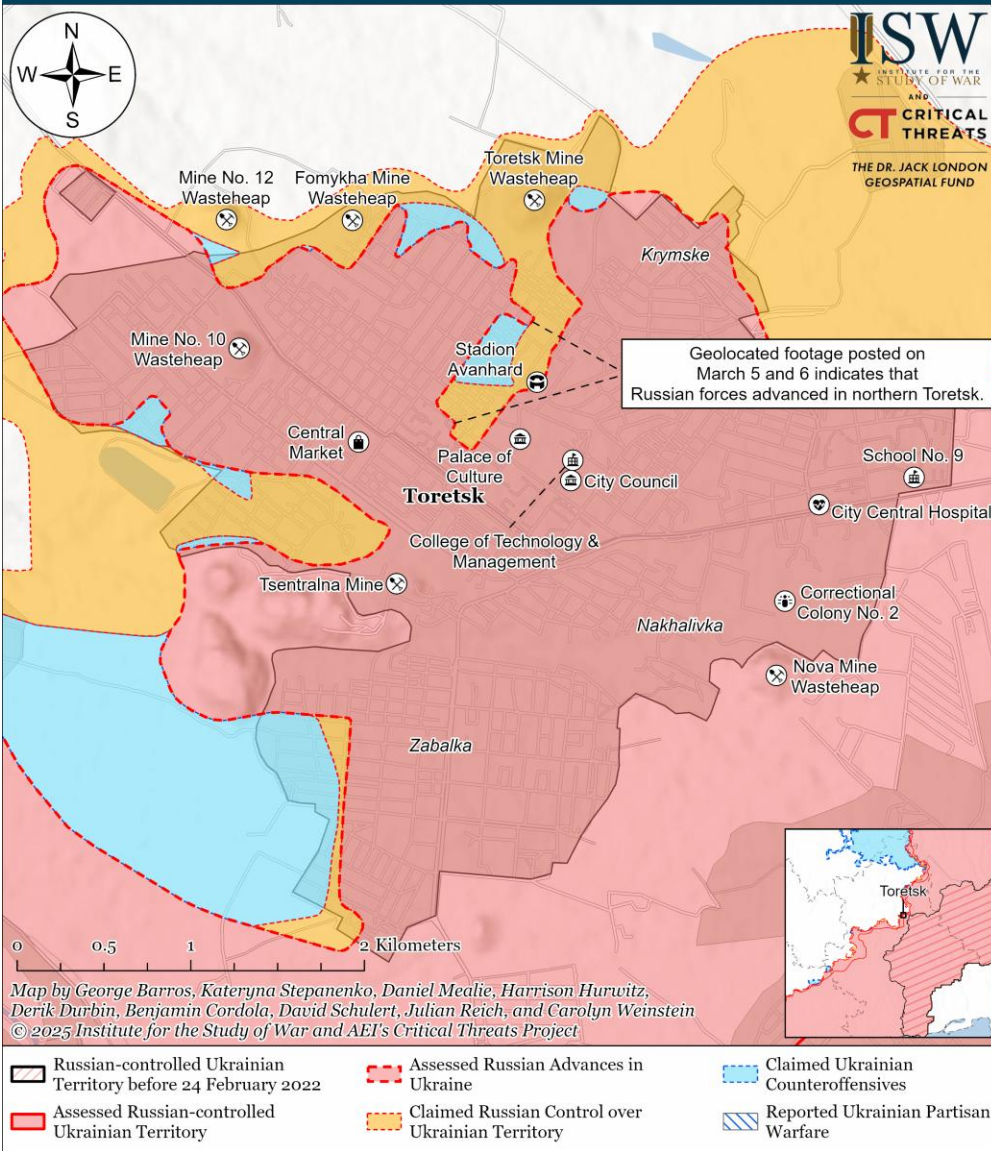 N
W
E
S
ISW
INSTITUTE FOR THE
STUDY OF WAR
AND
CT CRITICAL
THREATS
THE DR. JACK LONDON
GEOSPATIAL FUND
Mine No. 12
Wasteheap
Fomykha Mine
Wasteheap
Toretsk Mine
Wasteheap
Krymske
Mine No. 10
Wasteheap
Stadion
Avanhard
Geolocated footage posted on
March 5 and 6 indicates that
Russian forces advanced in northern Toretsk.
Central
Market
Palace of
Culture
Toretsk
City Council
School No. 9
City Central Hospital
College of Technology &
Management
Tsentralna Mine
Correctional
Colony No. 2
Nakhalivka
Nova Mine
Wasteheap
Zabalka
Toretsk
0 0.5 1 2 Kilometers
Map by George Barros, Kateryna Stepanenko, Daniel Mealie, Harrison Hurwitz,
Derik Durbin, Benjamin Cordola, David Schulert, Julian Reich, and Carolyn Weinstein
© 2025 Institute for the Study of War and AEI's Critical Threats Project
Russian-controlled Ukrainian
Territory before 24 February 2022
Assessed Russian Advances in
Ukraine
Claimed Ukrainian
Counteroffensives
Assessed Russian-controlled
Ukrainian Territory
Claimed Russian Control over
Ukrainian Territory
Reported Ukrainian Partisan
Warfare